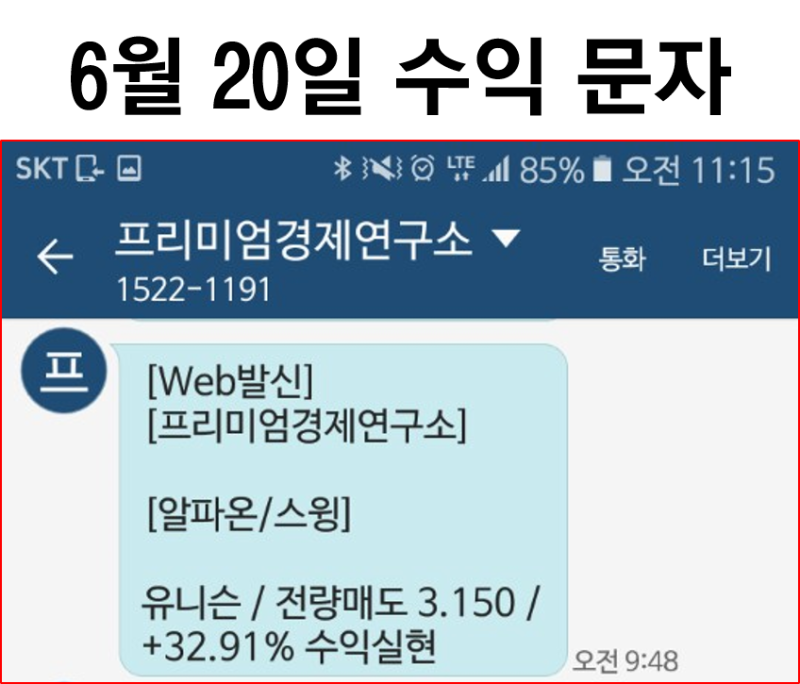 6월 20일 수익 문자
SKT LTE 85% 오전 11:15
프리미엄경제연구소
통화 더보기
1522-1191
프
[Web발신]
[프리미엄경제연구소]
[알파온/스윙]
유니슨 / 전량매도 3.150 /
+32.91% 수익실현
오전 9:48